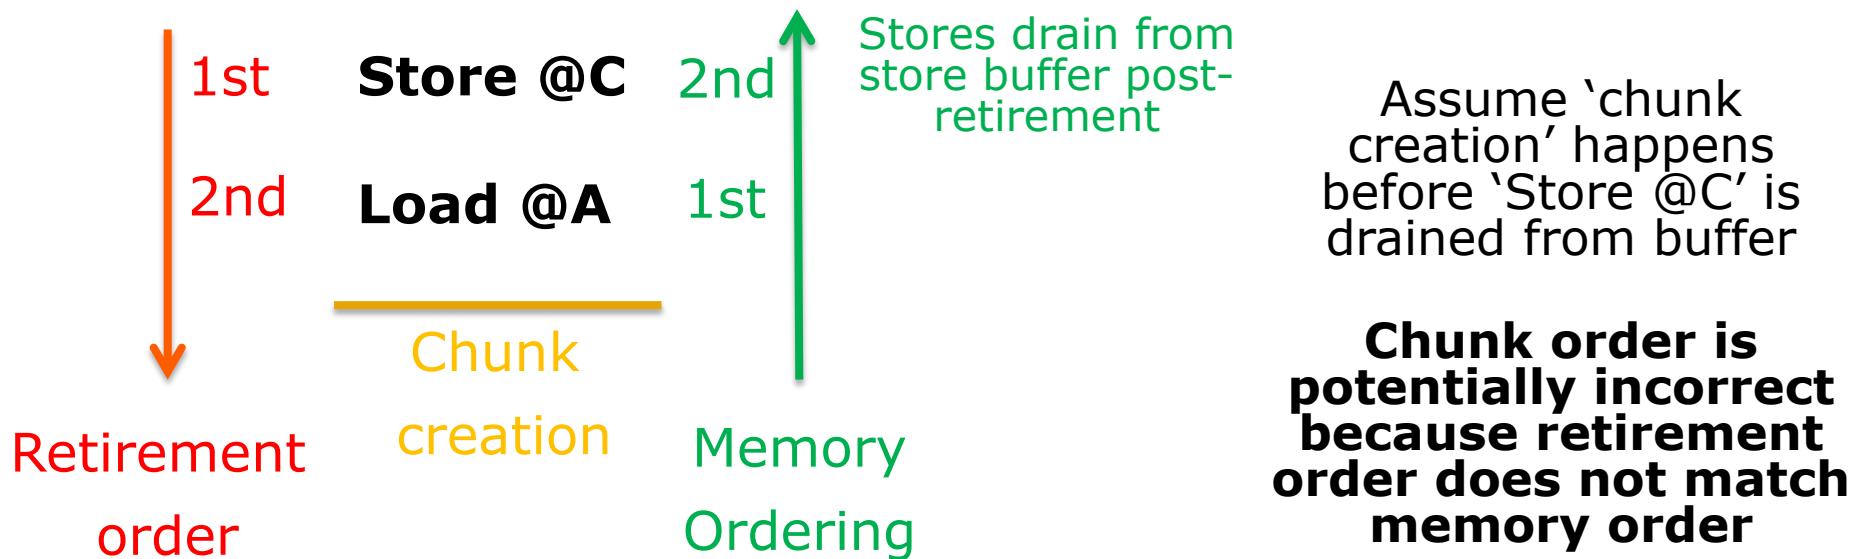 1st
Store @C
2nd
2nd
Load @A
1st
Chunk
creation
Retirement
order
Memory
Ordering
Stores drain from
store buffer post-
retirement
Assume ‘chunk
creation’ happens
before ‘Store @C’ is
drained from buffer
Chunk order is
potentially incorrect
because retirement
order does not match
memory order